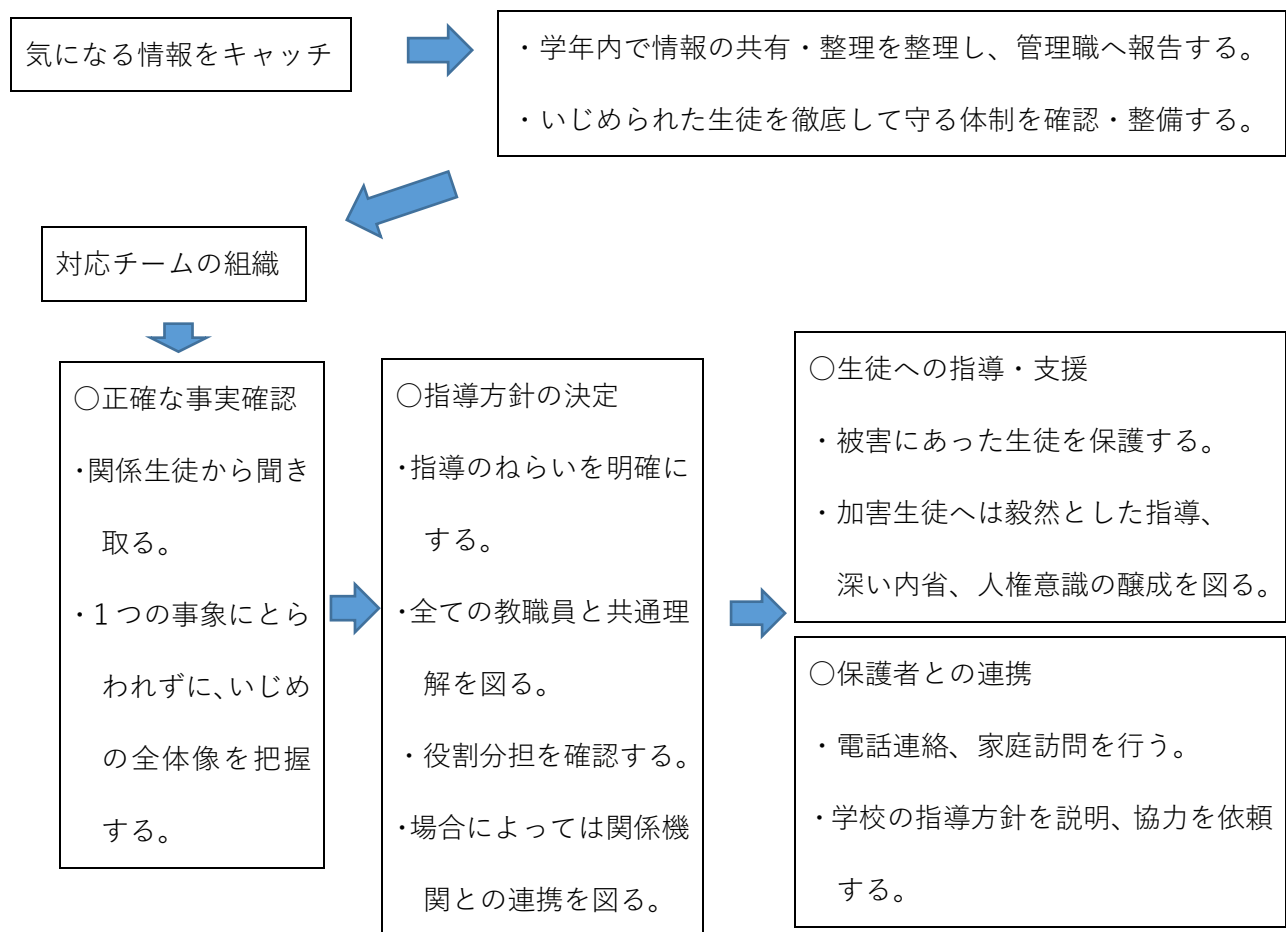 気になる情報をキャッチ
・学年内で情報の共有・整理を整理し、管理職へ報告する。
・いじめられた生徒を徹底して守る体制を確認・整備する。
対応チームの組織
○正確な事実確認
・関係生徒から聞き
取る。
・１つの事象にとら
われずに、いじめ
の全体像を把握
する。
○指導方針の決定
・指導のねらいを明確に
する。
・全ての教職員と共通理
解を図る。
・役割分担を確認する。
・場合によっては関係機
関との連携を図る。
○生徒への指導・支援
・被害にあった生徒を保護する。
・加害生徒へは毅然とした指導、
深い内省、人権意識の醸成を図る。
○保護者との連携
・電話連絡、家庭訪問を行う。
・学校の指導方針を説明、協力を依頼
する。